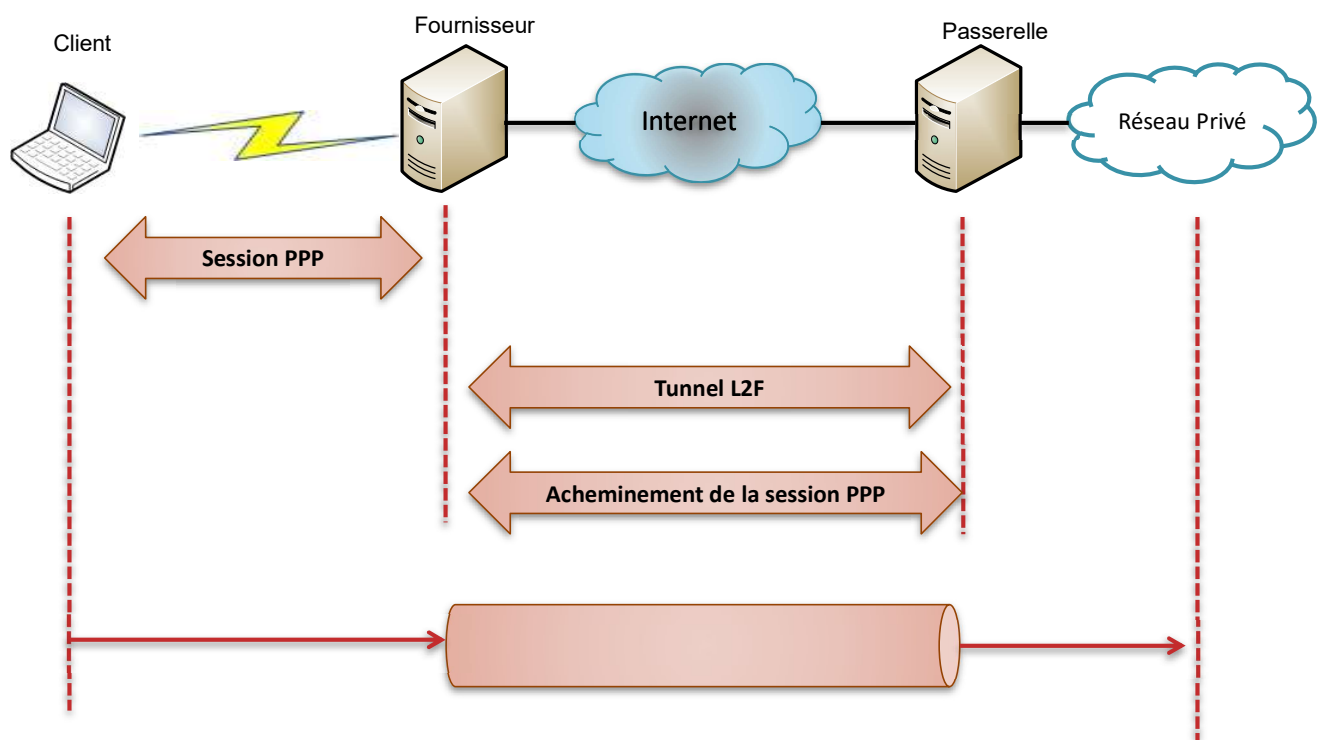 Client
Fournisseur
Passerelle
Internet
Réseau Privé
Session PPP
Tunnel L2F
Acheminement de la session PPP